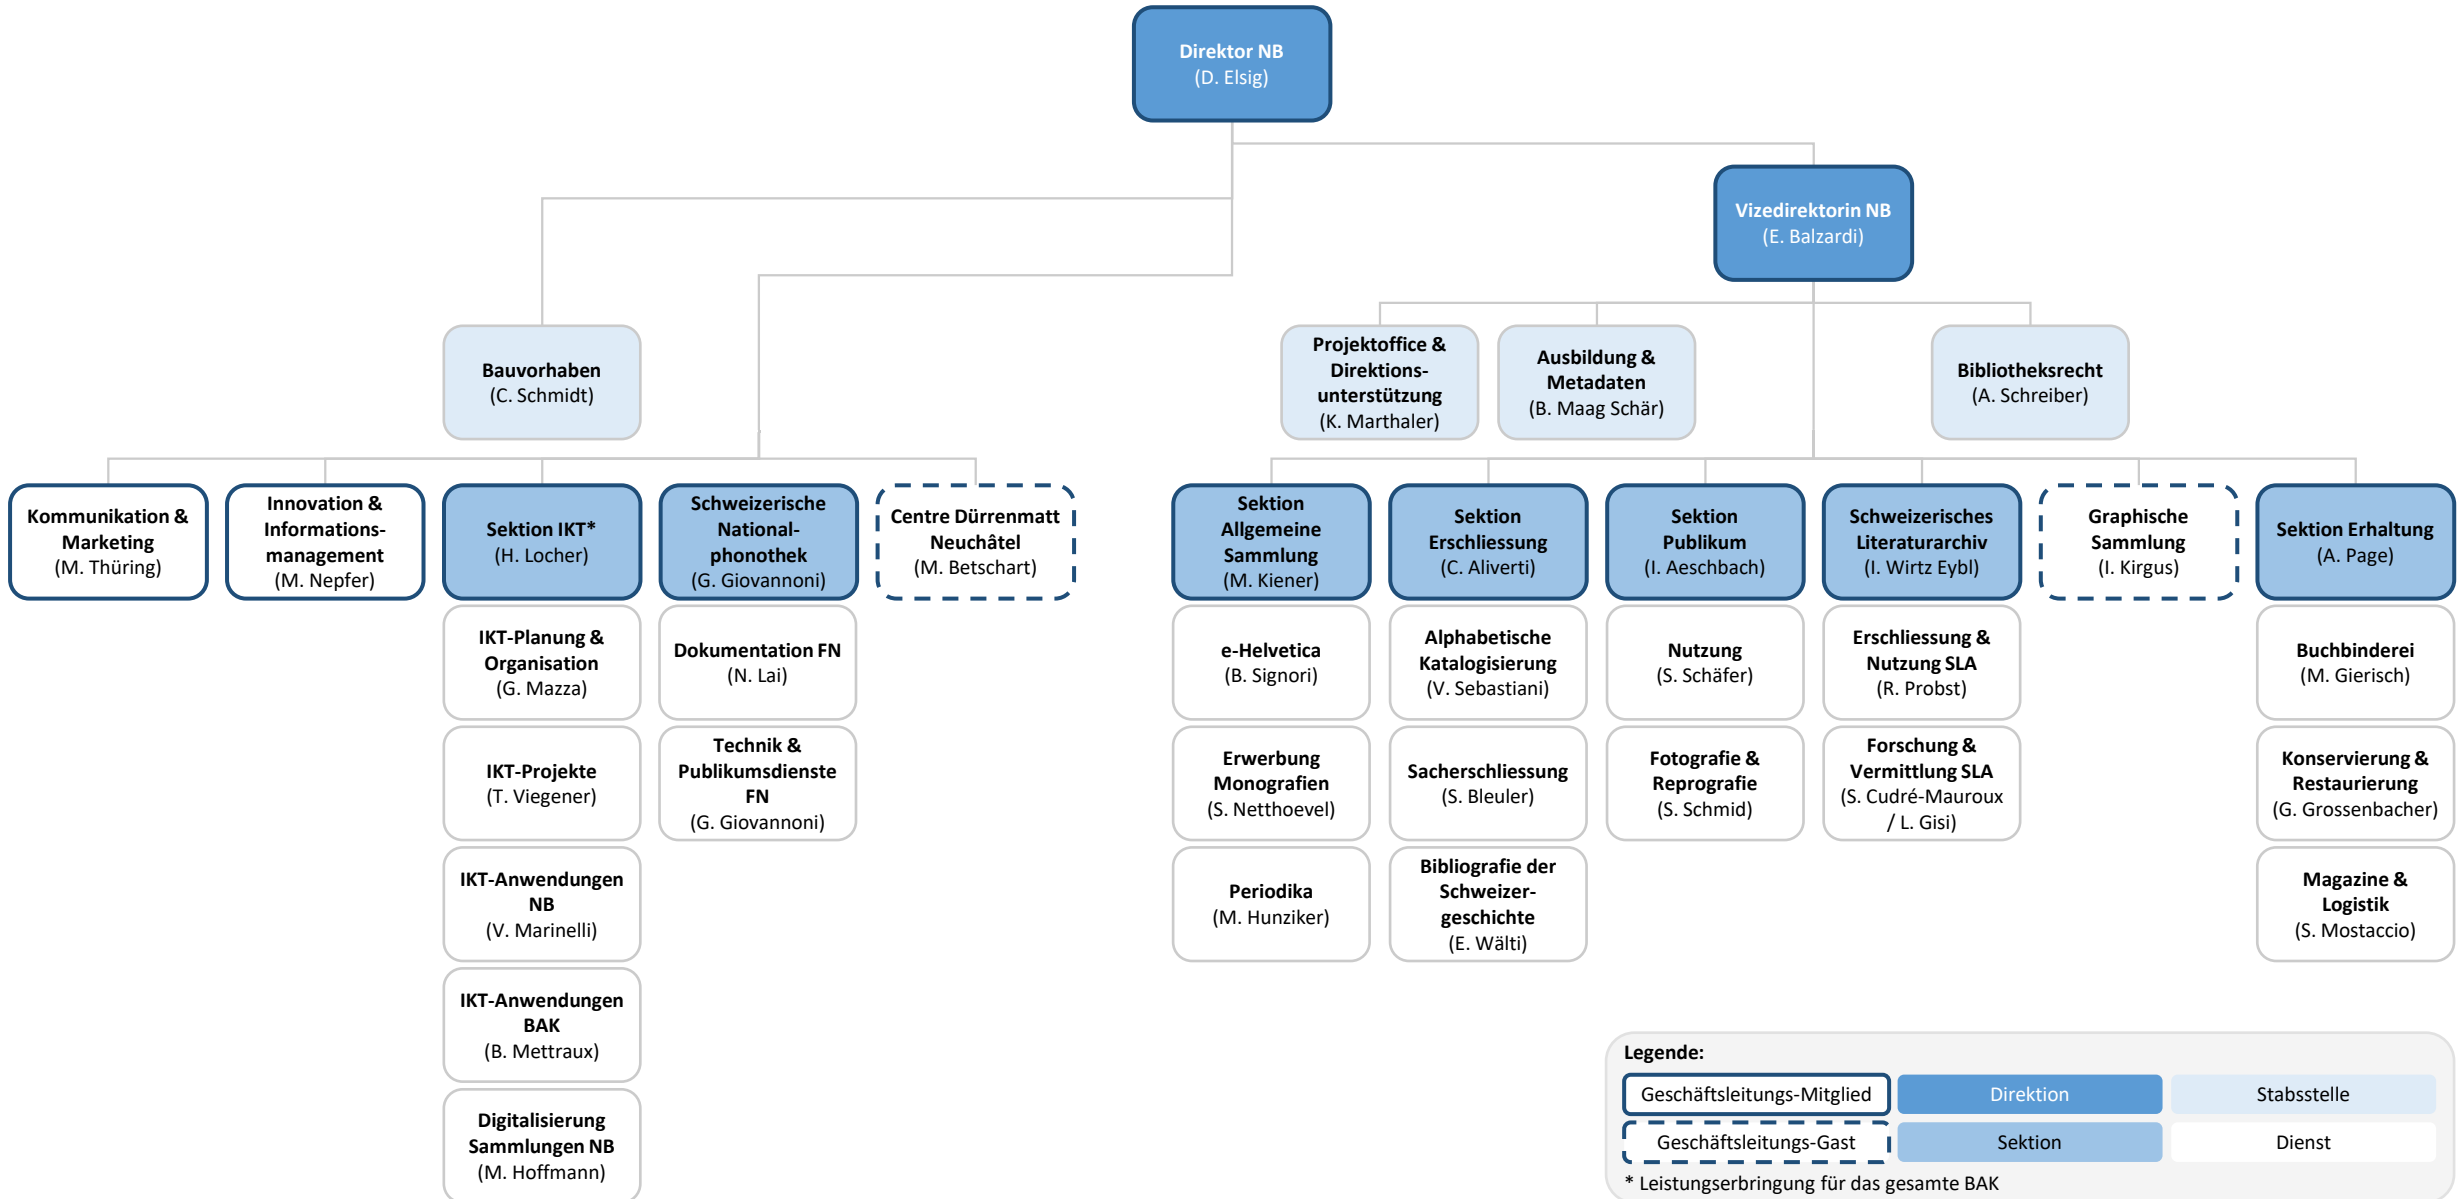 Direktor NB
(D. Elsig)
Vizedirektorin NB
(E. Balzardi)
Bauvorhaben
(C. Schmidt)
Projektoffice &
Direktions-
unterstützung
(K. Marthaler)
Ausbildung &
Metadaten
(B. Maag Schär)
Bibliotheksrecht
(A. Schreiber)
Kommunikation &
Marketing
(M. Thüring)
Innovation &
Informations-
management
(M. Nepfer)
Sektion IKT*
(H. Locher)
Schweizerische
National-
phonothek
(G. Giovannoni)
Centre Dürrenmatt
Neuchâtel
(M. Betschart)
Sektion
Allgemeine
Sammlung
(M. Kiener)
Sektion
Erschliessung
(C. Aliverti)
Sektion
Publikum
(I. Aeschbach)
Schweizerisches
Literaturarchiv
(I. Wirtz Eybl)
Graphische
Sammlung
(I. Kirgus)
Sektion Erhaltung
(A. Page)
IKT-Planung &
Organisation
(G. Mazza)
Dokumentation FN
(N. Lai)
e-Helvetica
(B. Signori)
Alphabetische
Katalogisierung
(V. Sebastiani)
Nutzung
(S. Schäfer)
Erschliessung &
Nutzung SLA
(R. Probst)
Buchbinderei
(M. Gierisch)
IKT-Projekte
(T. Viegener)
Technik &
Publikumsdienste
FN
(G. Giovannoni)
Erwerbung
Monografien
(S. Netthoevel)
Sacherschliessung
(S. Bleuler)
Fotografie &
Reprografie
(S. Schmid)
Forschung &
Vermittlung SLA
(S. Cudré-Mauroux
/ L. Gisi)
Konservierung &
Restaurierung
(G. Grossenbacher)
IKT-Anwendungen
NB
(V. Marinelli)
Periodika
(M. Hunziker)
Bibliografie der
Schweizer-
geschichte
(E. Wälti)
Magazine &
Logistik
(S. Mostaccio)
IKT-Anwendungen
BAK
(B. Mettraux)
Digitalisierung
Sammlungen NB
(M. Hoffmann)
Legende:
Geschäftsleitungs-Mitglied
Direktion
Stabsstelle
Geschäftsleitungs-Gast
Sektion
Dienst
* Leistungserbringung für das gesamte BAK